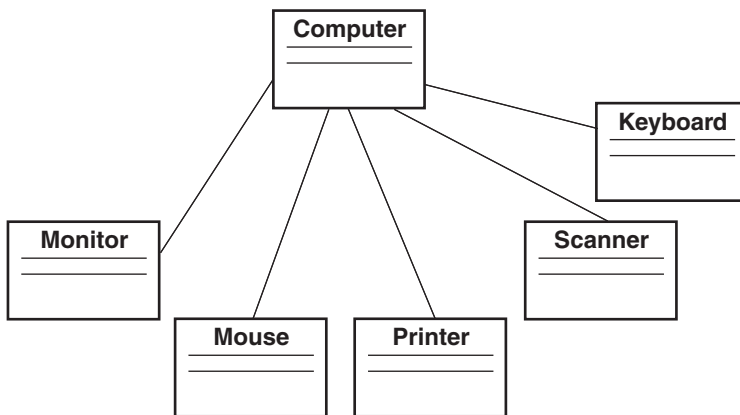 Computer
Keyboard
Monitor
Scanner
Mouse
Printer